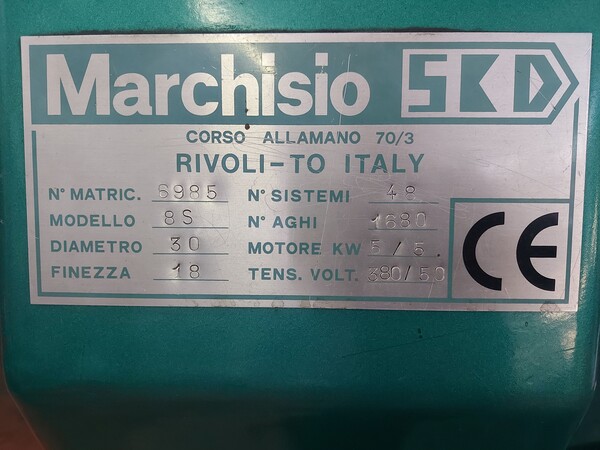 Marchisio SKD
CORSO ALLAMANO 70/3
RIVOLI-TO ITALY
N° MATRIC. 6985 N° SISTEMI 48
MODELLO 8S N° AGHI 1680
DIAMETRO 30 MOTORE KW 5/5.
FINEZZA 18 TENS. VOLT. 380/50
CE